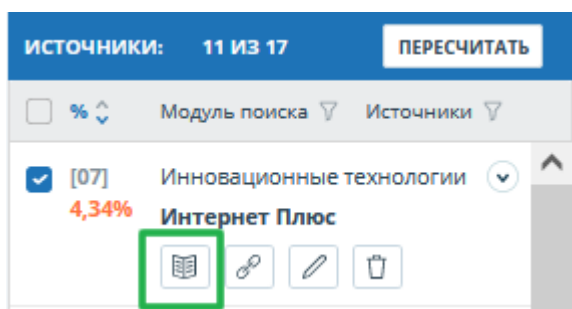 ИСТОЧНИКИ: 11 ИЗ 17 ПЕРЕСЧИТАТЬ
% Модуль поиска Источники
[07] Инновационные технологии
4,34% Интернет Плюс